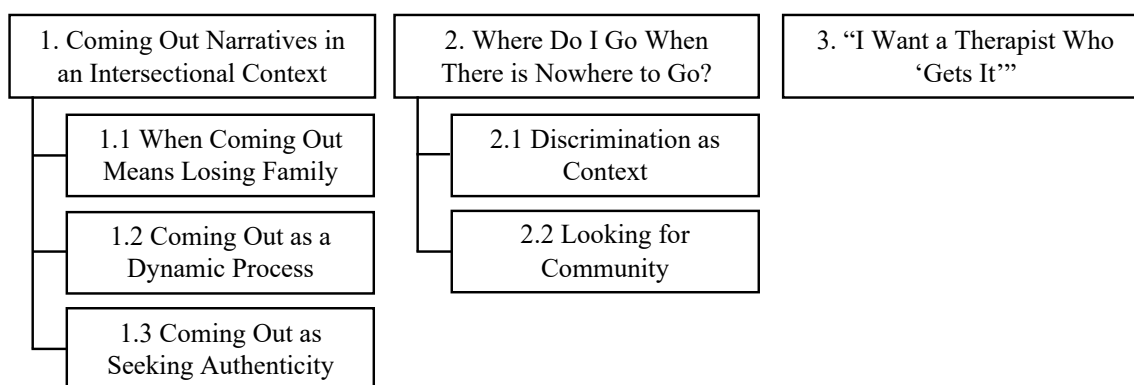 1. Coming Out Narratives in
an Intersectional Context
1.1 When Coming Out
Means Losing Family
1.2 Coming Out as a
Dynamic Process
1.3 Coming Out as
Seeking Authenticity
2. Where Do I Go When
There is Nowhere to Go?
2.1 Discrimination as
Context
2.2 Looking for
Community
3. “I Want a Therapist Who
‘Gets It’”